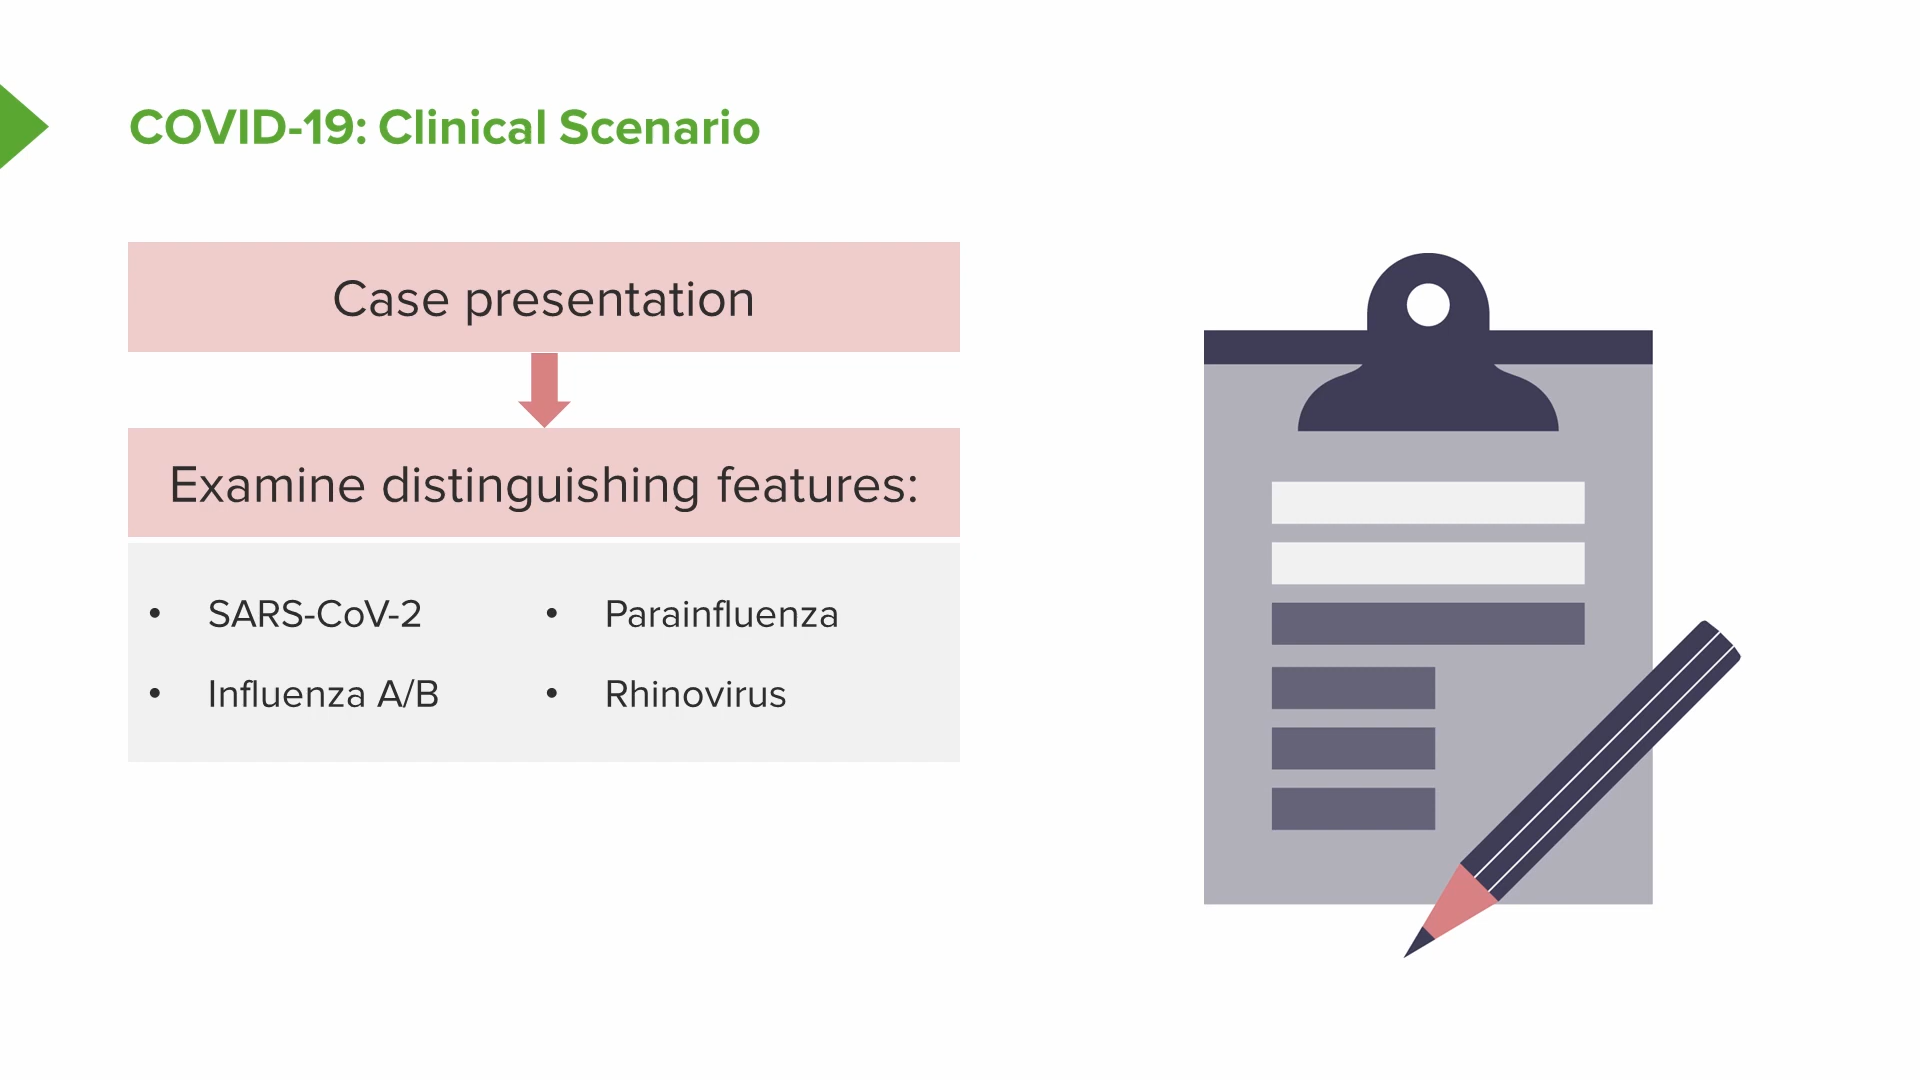 COVID-19: Clinical Scenario
Case presentation
Examine distinguishing features:
• SARS-CoV-2
• Influenza A/B
• Parainfluenza
• Rhinovirus